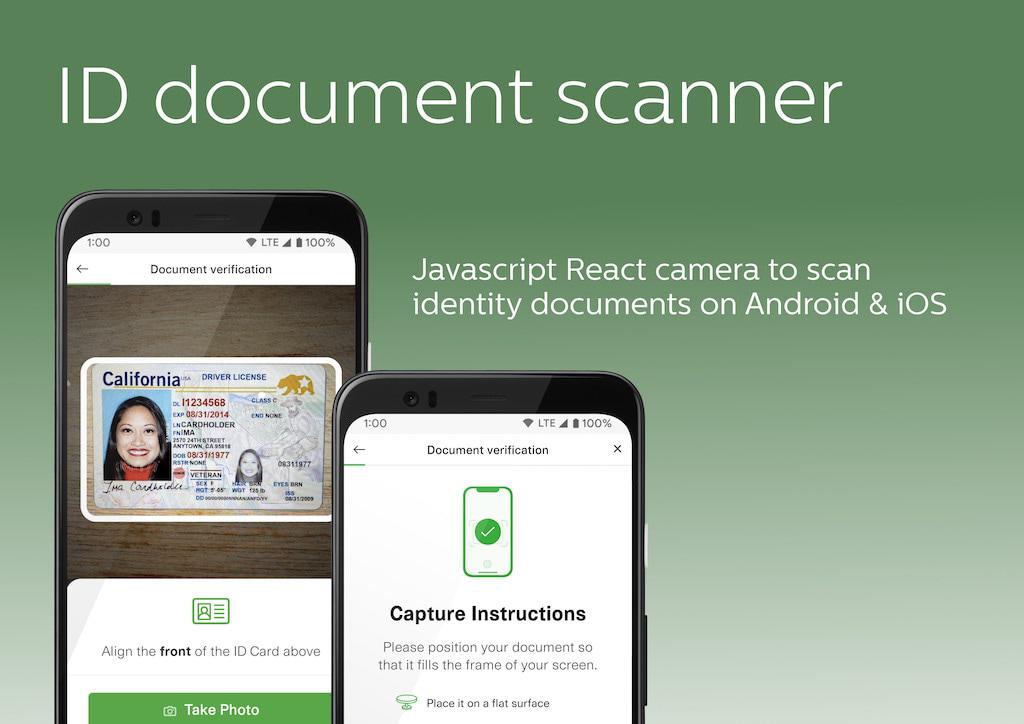 ID document scanner
Javascript React camera to scan
identity documents on Android & iOS
1:00
LTE
100%
Document verification
California USA DRIVER LICENSE
DL I1234568
CLASS C
EXP 08/31/2014
END NONE
LN CARDHOLDER
FN IMA
2570 24TH STREET
ANYTOWN, CA 95818
DOB 08/31/1977
RSTR NONE
08311977
VETERAN
SEX F
HAIR BRN
EYES BRN
HGT 5'-05"
WGT 125 lb
ISS
DD 00/00/0000NNNAN/ANFD/YY
08/31/2009
Ima Cardholder
Align the front of the ID Card above
Take Photo
1:00
LTE
100%
Document verification
Capture Instructions
Please position your document so
that it fills the frame of your screen.
Place it on a flat surface